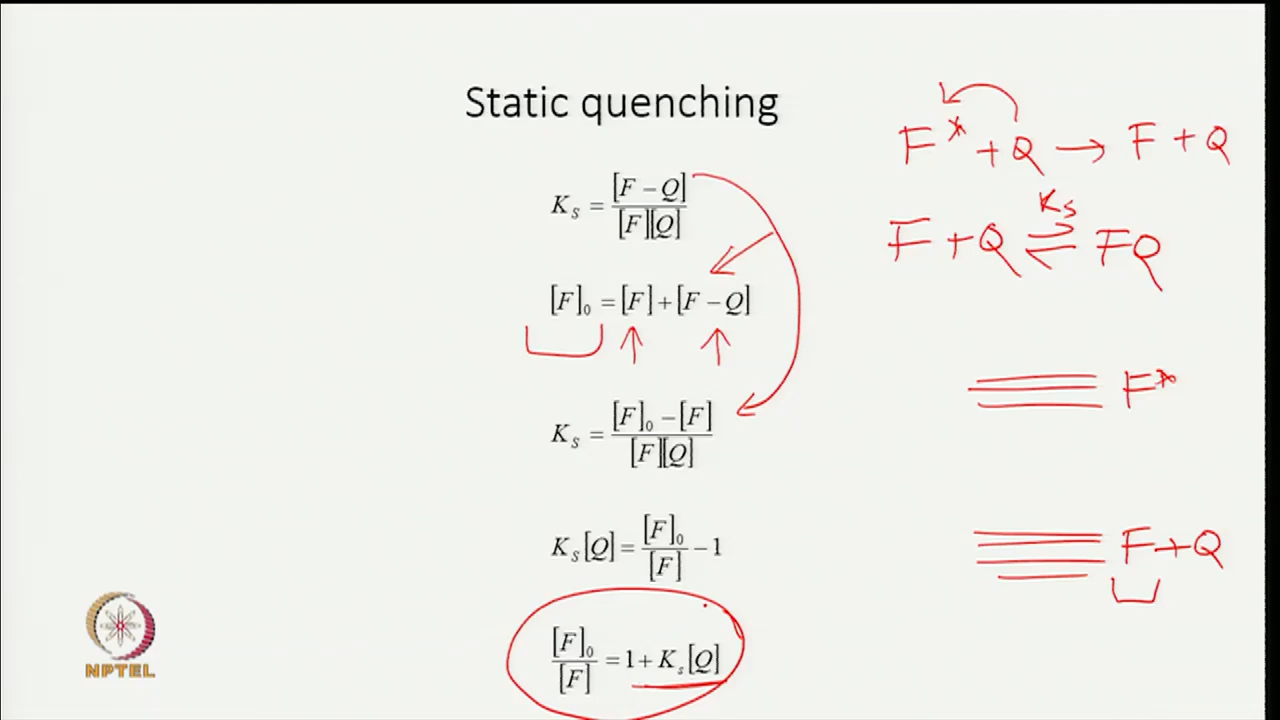 Static quenching
K_S = [F – Q] / [F][Q]
[F]_0 = [F] + [F – Q]
K_S = ([F]_0 – [F]) / [F][Q]
K_S[Q] = [F]_0 / [F] – 1
[F]_0 / [F] = 1 + K_s[Q]
F* + Q → F + Q
F + Q ⇌ FQ
K_S
F*
F + Q
NPTEL